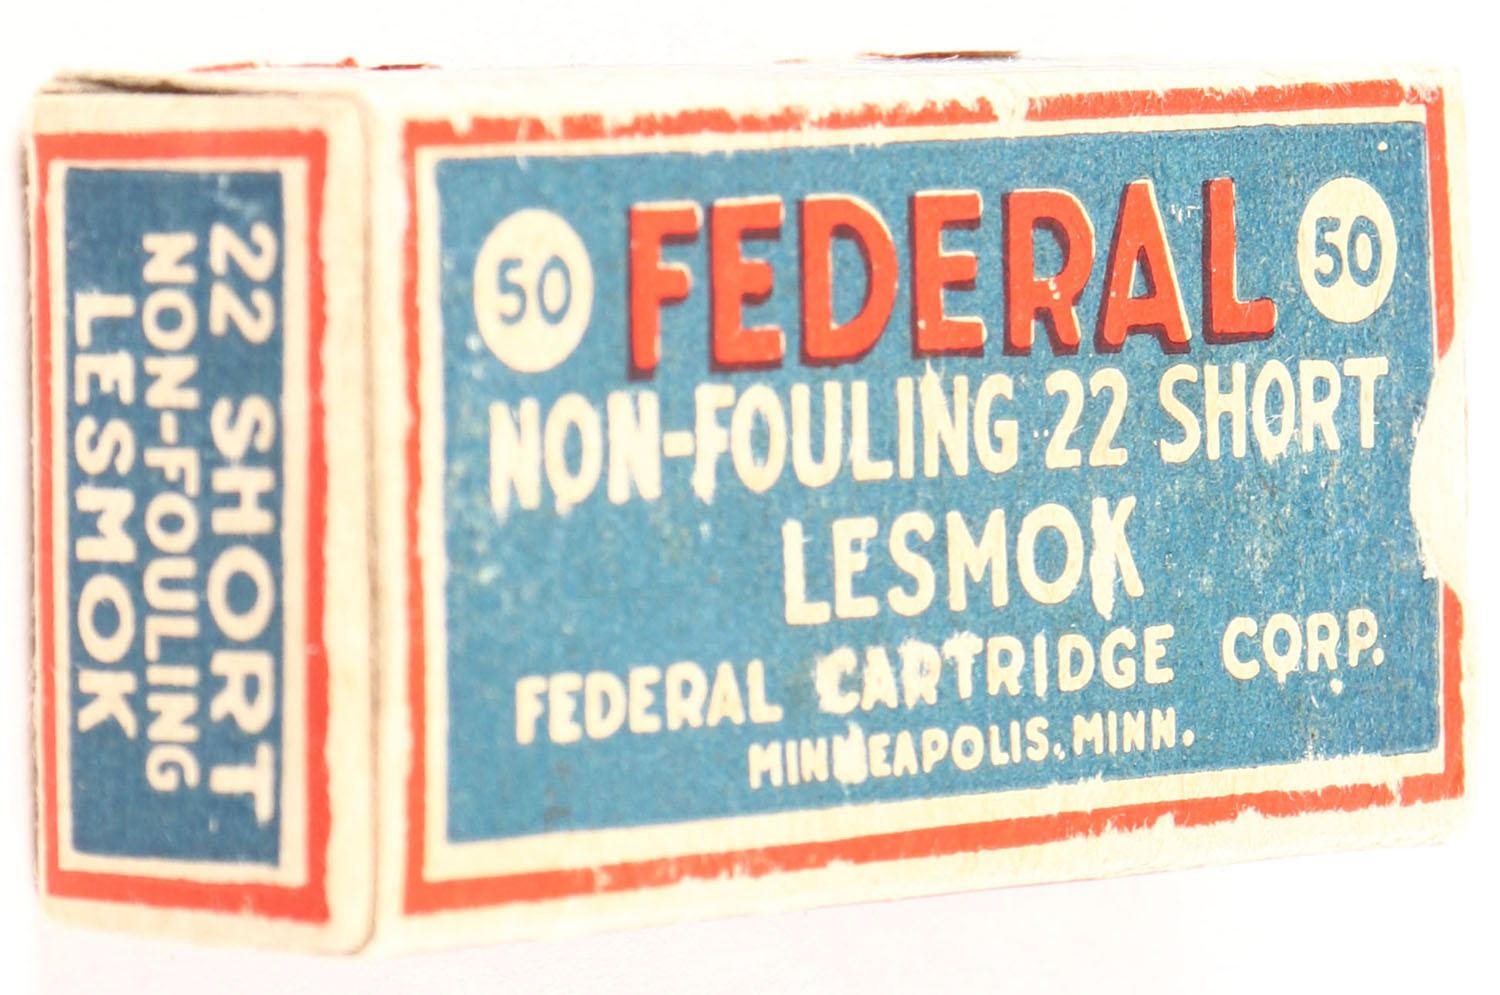 22 SHORT
NON-FOULING
LESMOK
50 FEDERAL 50
NON-FOULING 22 SHORT
LESMOK
FEDERAL CARTRIDGE CORP.
MINNEAPOLIS, MINN.